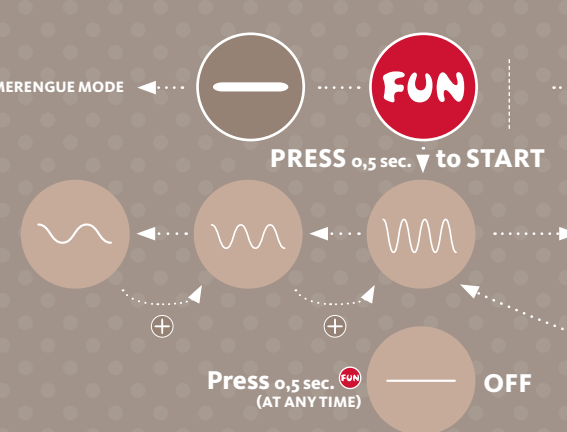 MERENGUE MODE
FUN
PRESS 0,5 sec. to START
Press 0,5 sec. FUN
(AT ANY TIME)
OFF